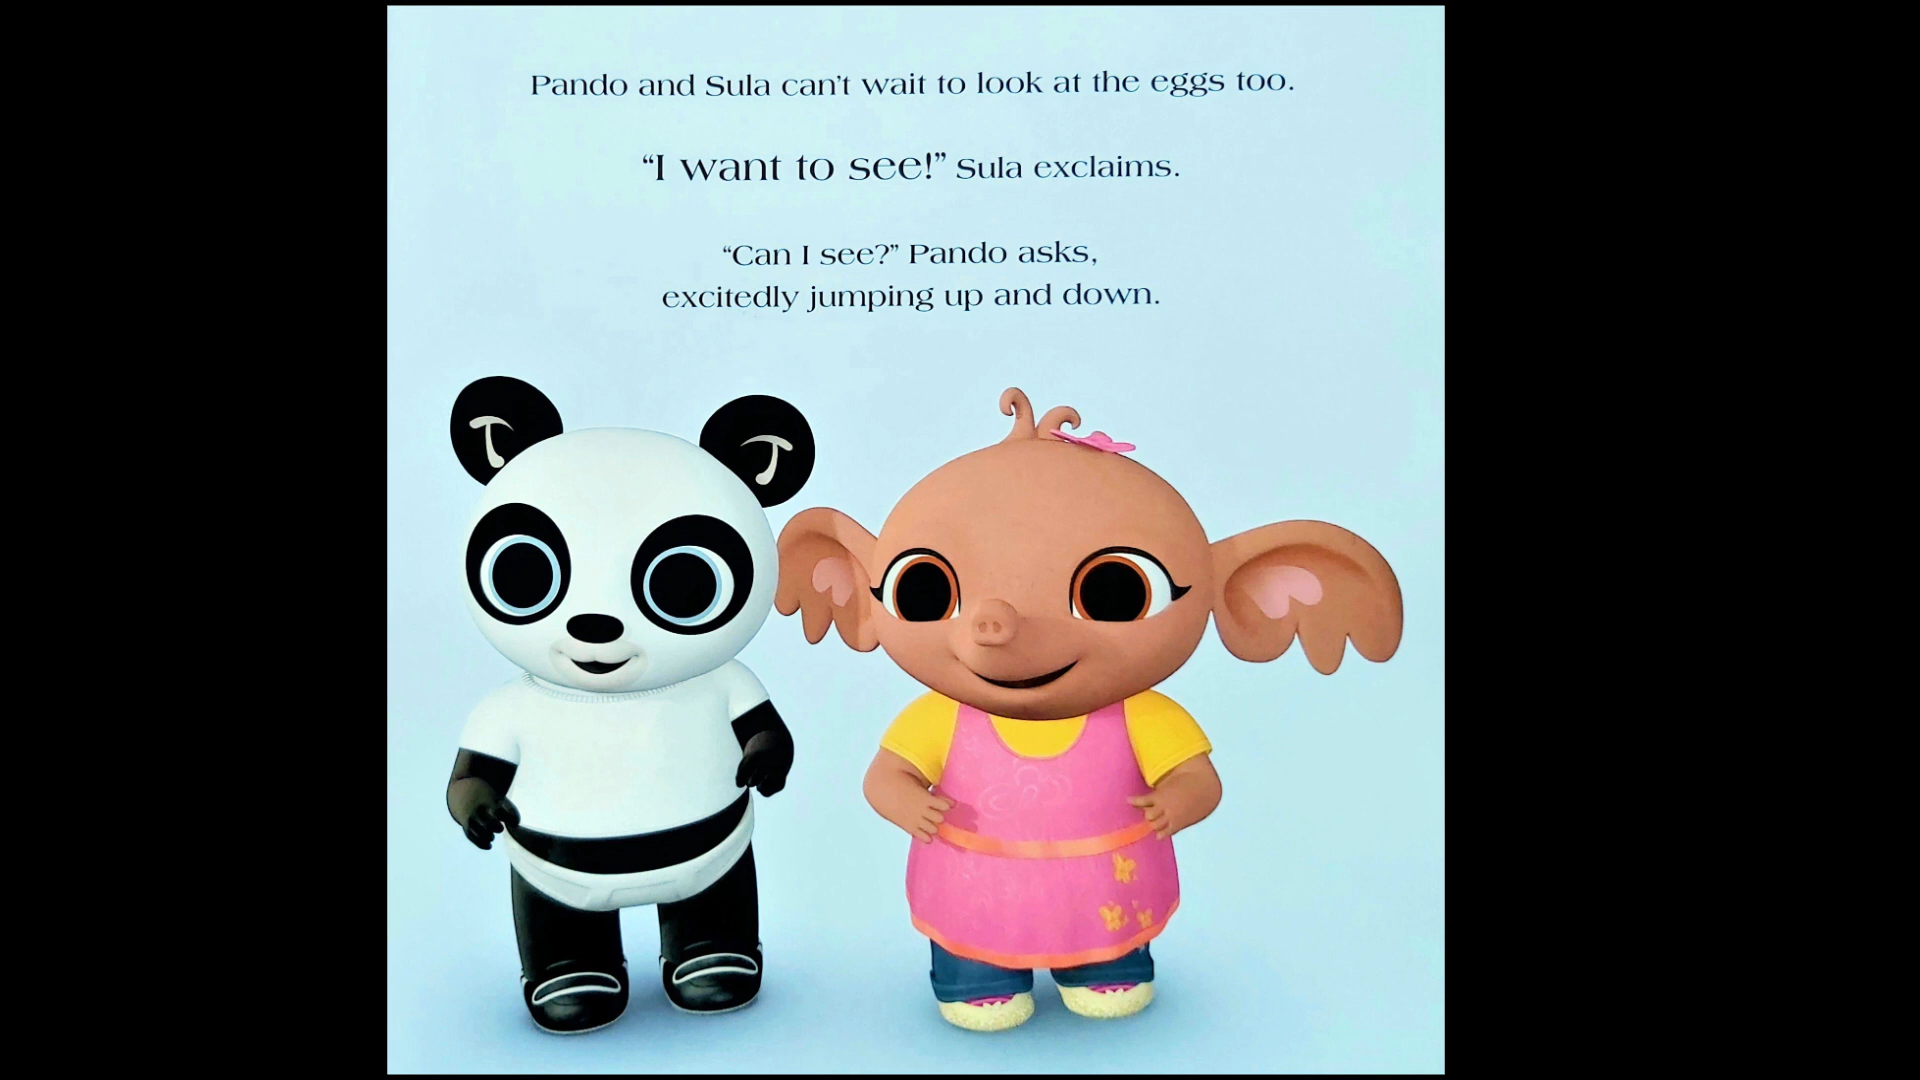 Pando and Sula can't wait to look at the eggs too.
“I want to see!” Sula exclaims.
“Can I see?” Pando asks,
excitedly jumping up and down.